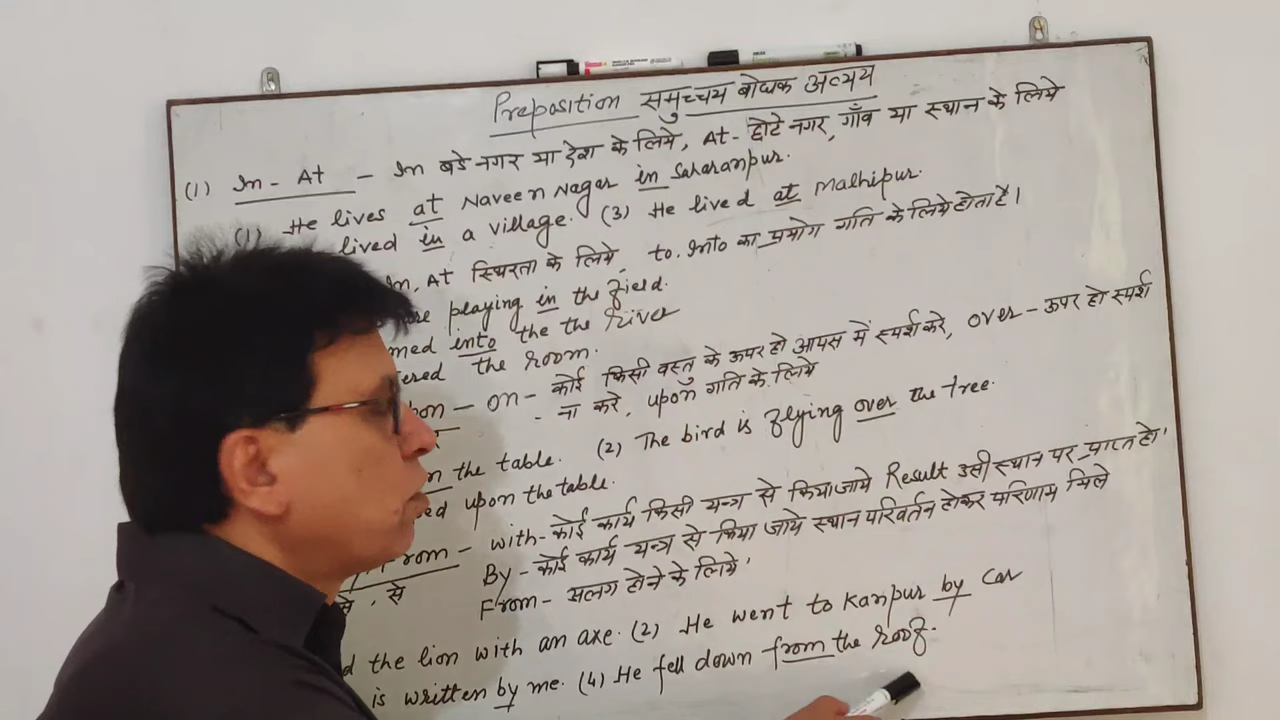 Preposition समुच्चय बोधक अव्यय
(1) In - At - In बडे नगर या देश के लिये, At - छोटे नगर, गाँव या स्थान के लिये
(1) He lives at Naveen Nagar in Saharanpur.
lived in a village. (3) He lived at Malhipur.
In, At स्थिरता के लिये, to. Into का प्रयोग गति के लिये होता है।
playing in the field.
into the the river
the room.
on - कोई किसी वस्तु के ऊपर हो आपस में स्पर्श करे, over - ऊपर हो स्पर्श
- ना करे, upon गति के लिये
the table. (2) The bird is flying over the tree.
upon the table.
From - with - कोई कार्य किसी यन्त्र से किया जाये Result उसी स्थान पर प्राप्त हो।
By - कोई कार्य यन्त्र से किया जाये स्थान परिवर्तन होकर परिणाम मिले
से, से From - अलग होने के लिये।
the lion with an axe. (2) He went to Kanpur by car
is written by me. (4) He fell down from the roof.